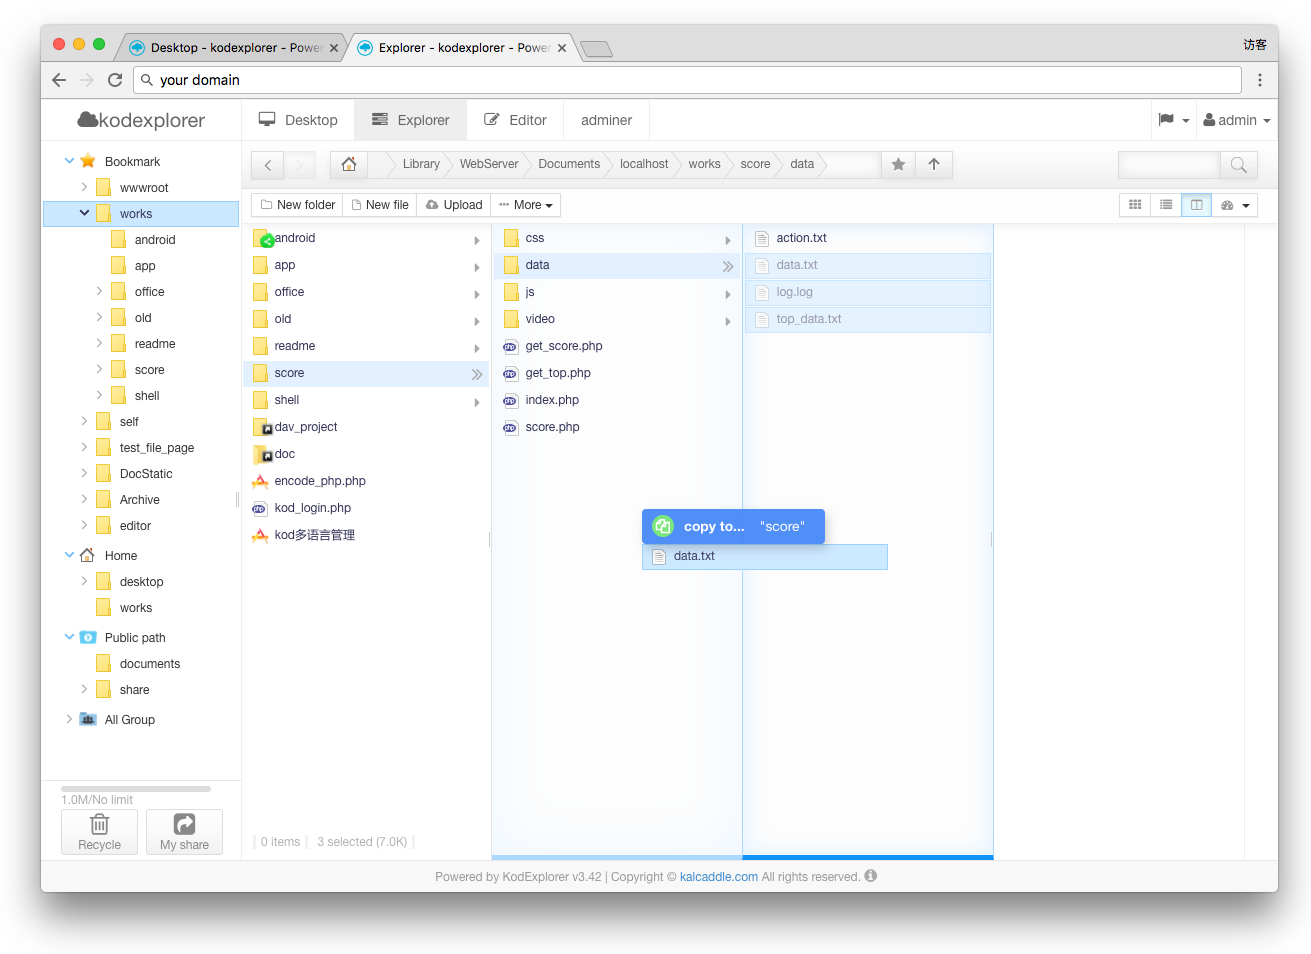 Desktop - kodexplorer - Power
Explorer - kodexplorer - Powe
访客
your domain
kodexplorer
Desktop
Explorer
Editor
adminer
admin
Bookmark
wwwroot
works
android
app
office
old
readme
score
shell
self
test_file_page
DocStatic
Archive
editor
Home
desktop
works
Public path
documents
share
All Group
1.0M/No limit
Recycle
My share
Library WebServer Documents localhost works score data
New folder New file Upload More
android
app
office
old
readme
score
shell
dav_project
doc
encode_php.php
kod_login.php
kod多语言管理
0 items 3 selected (7.0K)
css
data
js
video
get_score.php
get_top.php
index.php
score.php
action.txt
data.txt
log.log
top_data.txt
copy to... "score"
data.txt
Powered by KodExplorer v3.42 | Copyright © kalcaddle.com All rights reserved.